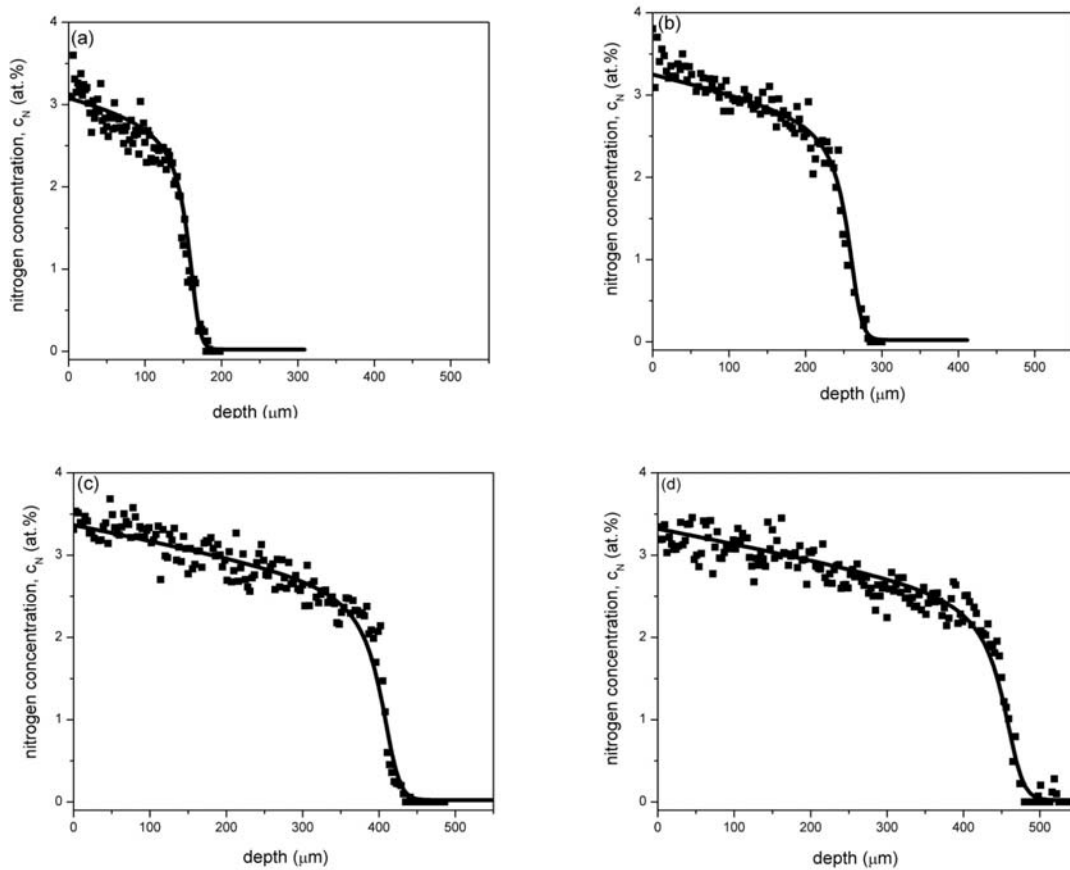 (a)
nitrogen concentration, c_N (at.%)
4
3
2
1
0
0 100 200 300 400 500
depth (μm)
(b)
nitrogen concentration, c_N (at.%)
4
3
2
1
0
0 100 200 300 400 500
depth (μm)
(c)
nitrogen concentration, c_N (at.%)
4
3
2
1
0
0 100 200 300 400 500
depth (μm)
(d)
nitrogen concentration, c_N (at.%)
4
3
2
1
0
0 100 200 300 400 500
depth (μm)